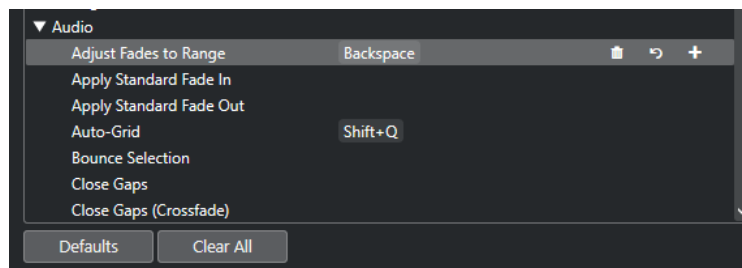 Audio
Adjust Fades to Range Backspace
Apply Standard Fade In
Apply Standard Fade Out
Auto-Grid Shift+Q
Bounce Selection
Close Gaps
Close Gaps (Crossfade)
Defaults Clear All